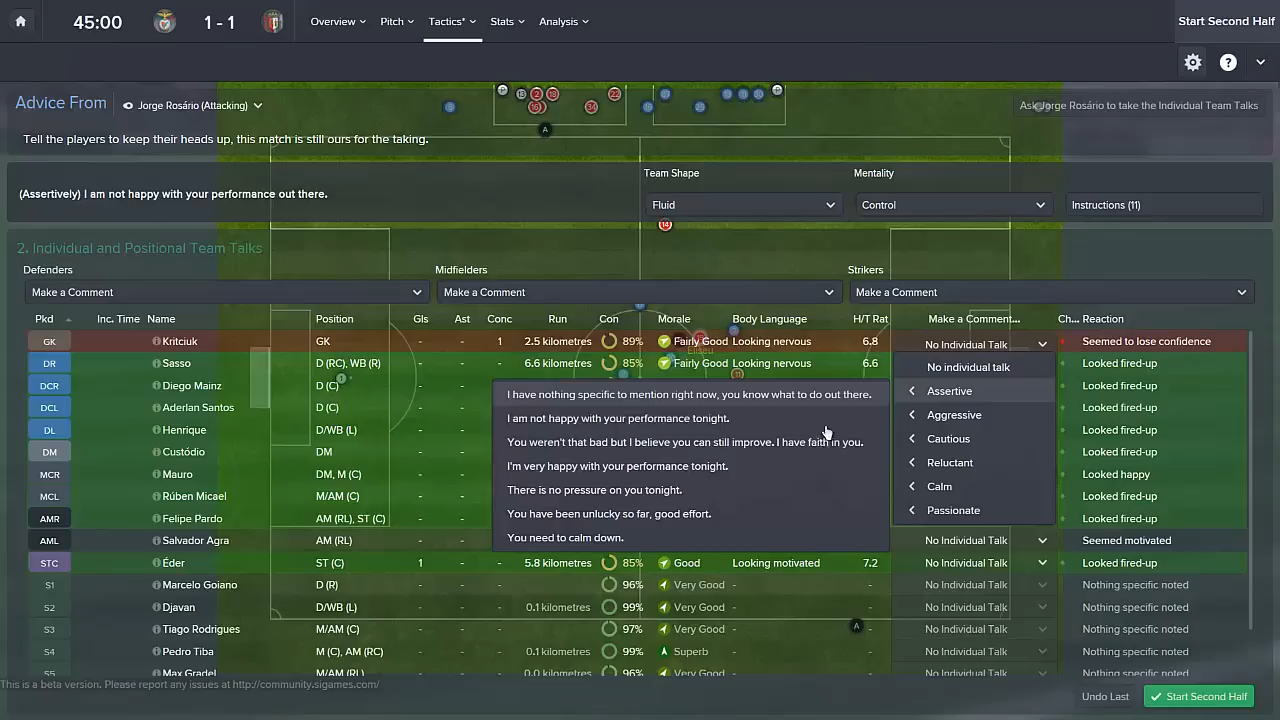 45:00 1 - 1 Overview Pitch Tactics* Stats Analysis Start Second Half
Advice From Jorge Rosário (Attacking) Ask Jorge Rosário to take the Individual Team Talks
Tell the players to keep their heads up, this match is still ours for the taking.
Team Shape Mentality
(Assertively) I am not happy with your performance out there.
Fluid Control Instructions (11)
2. Individual and Positional Team Talks
Defenders Midfielders Strikers
Make a Comment Make a Comment Make a Comment
Pkd Inc. Time Name Position Gls Ast Conc Run Con Morale Body Language H/T Rat Make a Comment... Ch... Reaction
GK Kritciuk GK - - 1 2.5 kilometres 89% Fairly Good Looking nervous 6.8 No Individual Talk Seemed to lose confidence
DR Sasso D (RC), WB (R) - - - 6.6 kilometres 85% Fairly Good Looking nervous 6.6 No individual talk Looked fired-up
DCR Diego Mainz D (C) - - Looked fired-up
I have nothing specific to mention right now, you know what to do out there. Assertive
DCL Aderlan Santos D (C) - - Looked fired-up
I am not happy with your performance tonight. Aggressive
DL Henrique D/WB (L) - - Looked fired-up
You weren't that bad but I believe you can still improve. I have faith in you. Cautious
DM Custódio DM - - Looked fired-up
I'm very happy with your performance tonight. Reluctant
MCR Mauro DM, M (C) - - Looked happy
There is no pressure on you tonight. Calm
MCL Rúben Micael M/AM (C) - - Looked fired-up
You have been unlucky so far, good effort. Passionate
AMR Felipe Pardo AM (RL), ST (C) - - Looked fired-up
You need to calm down.
AML Salvador Agra AM (RL) - - No Individual Talk Seemed motivated
STC Éder ST (C) 1 - - 5.8 kilometres 85% Good Looking motivated 7.2 No Individual Talk Looked fired-up
S1 Marcelo Goiano D (R) - - - 96% Very Good - - No Individual Talk Nothing specific noted
S2 Djavan D/WB (L) - - - 0.1 kilometres 99% Very Good - - No Individual Talk Nothing specific noted
S3 Tiago Rodrigues M/AM (C) - - - 97% Very Good - - No Individual Talk Nothing specific noted
S4 Pedro Tiba M (C), AM (RC) - - - 0.1 kilometres 99% Superb - - No Individual Talk Nothing specific noted
S5 Max Gradel M/AM (RL) - - - 0.0 kilometres 96% Very Good - - No Individual Talk Nothing specific noted
This is a beta version. Please report any issues at http://community.sigames.com/
Undo Last Start Second Half